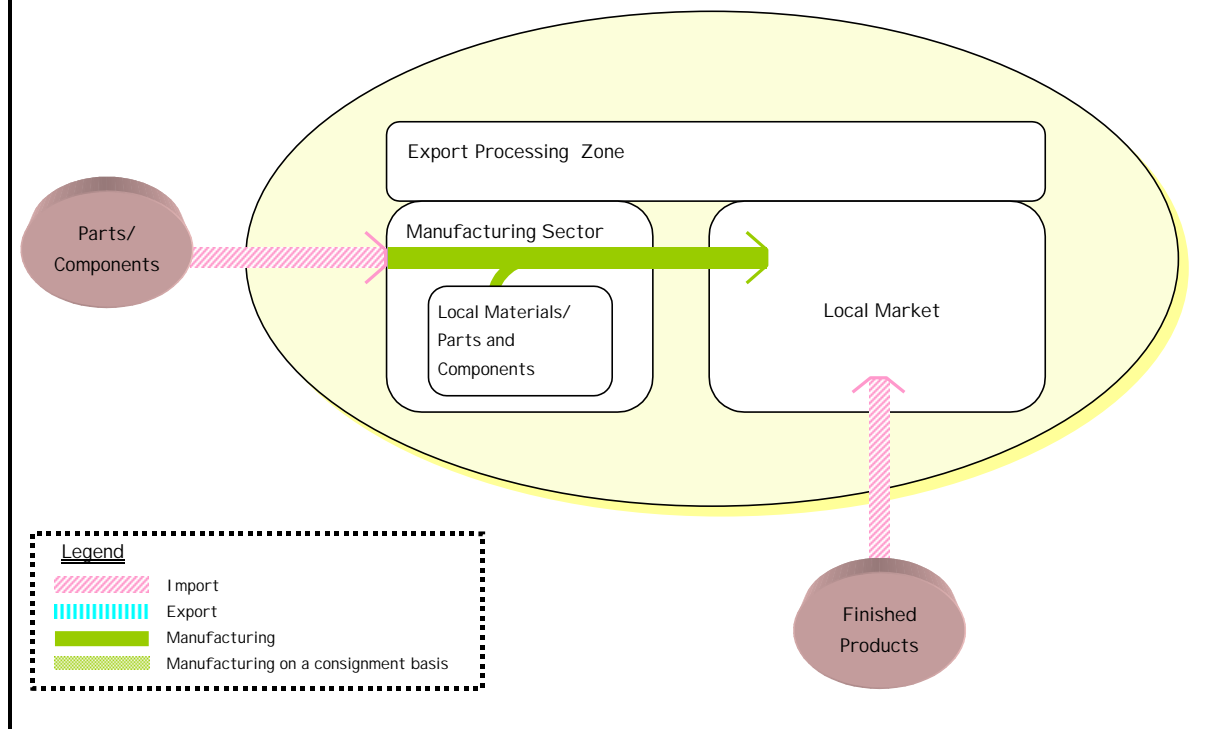 Export Processing Zone
Manufacturing Sector
Parts/
Components
Local Materials/
Parts and
Components
Local Market
Legend
Import
Export
Manufacturing
Manufacturing on a consignment basis
Finished
Products